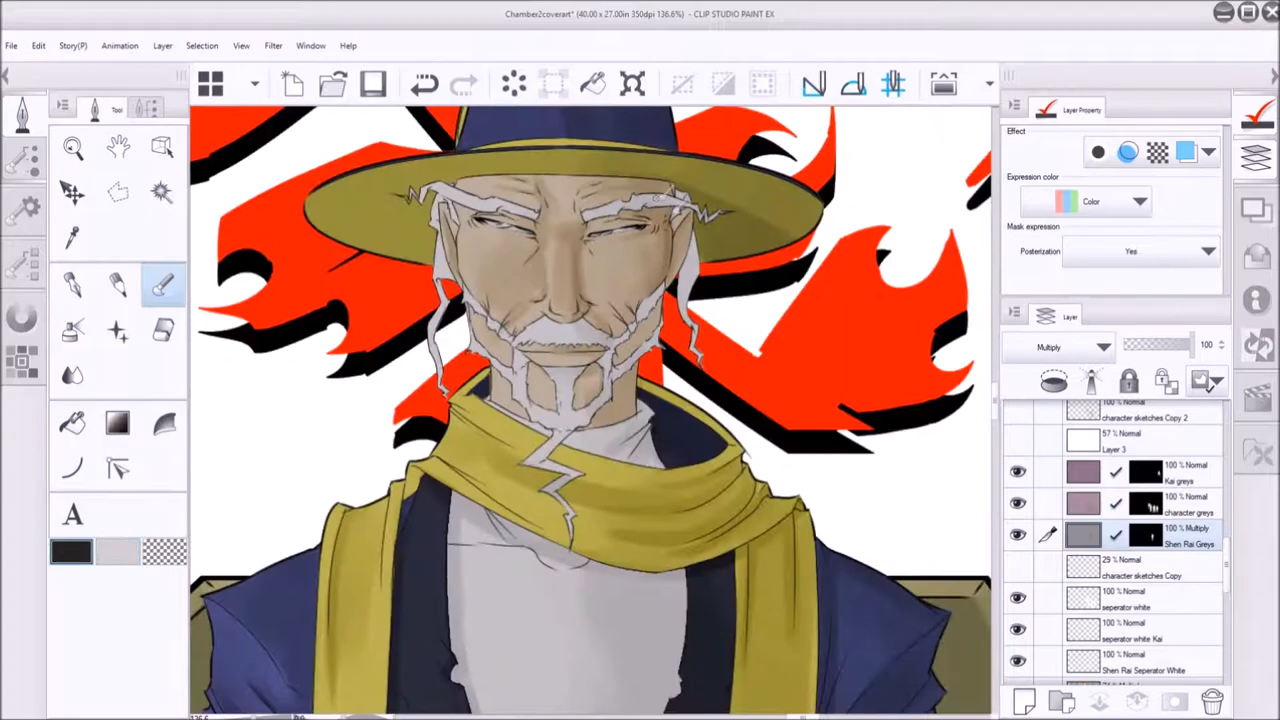 Chamber2coverart* (40.00 x 27.00in 350dpi 136.6%) - CLIP STUDIO PAINT EX
File Edit Story(P) Animation Layer Selection View Filter Window Help
Tool
Layer Property
Effect
Expression color
Color
Mask expression
Posterization Yes
Layer
Multiply 100
character sketches Copy 2
57 % Normal
Layer 3
100 % Normal
Kai greys
100 % Normal
character greys
100 % Multiply
Shen Rai Greys
29 % Normal
character sketches Copy
100 % Normal
seperator white
100 % Normal
seperator white Kai
100 % Normal
Shen Rai Seperator White
A